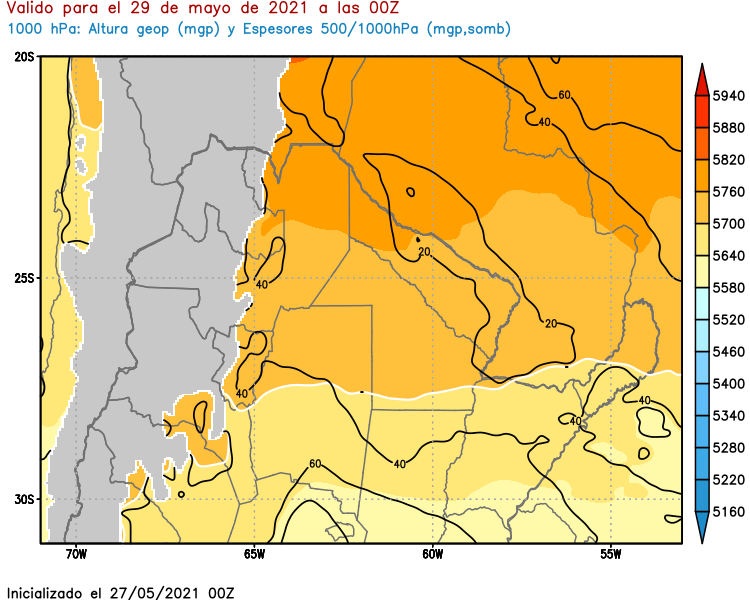 Valido para el 29 de mayo de 2021 a las 00Z
1000 hPa: Altura geop (mgp) y Espesores 500/1000hPa (mgp,somb)
20S
60
40
5940
5880
5820
5760
5700
5640
5580
5520
5460
5400
5340
5280
5220
5160
20
25S
40
20
40
40
40
60
40
30S
70W
65W
60W
55W
Inicializado el 27/05/2021 00Z